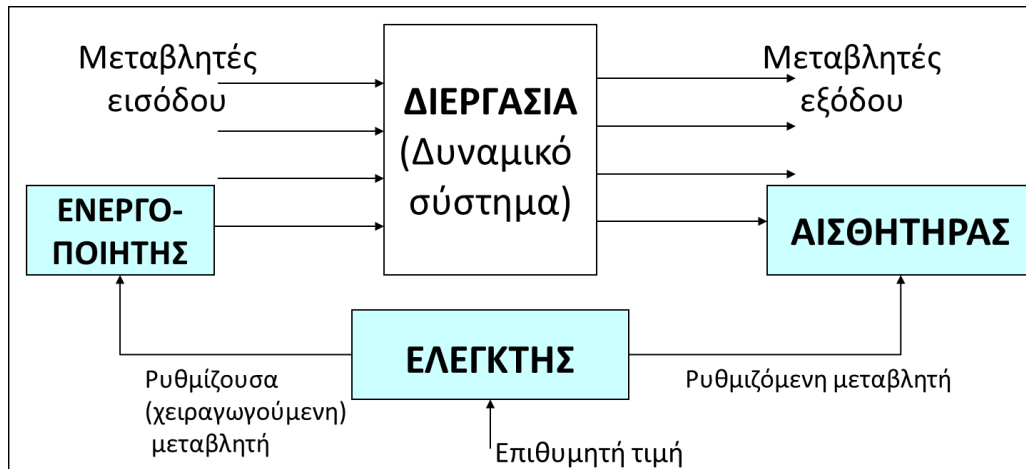 Μεταβλητές
εισόδου
ΔΙΕΡΓΑΣΙΑ
(Δυναμικό
σύστημα)
Μεταβλητές
εξόδου
ΕΝΕΡΓΟ-
ΠΟΙΗΤΗΣ
ΑΙΣΘΗΤΗΡΑΣ
ΕΛΕΓΚΤΗΣ
Ρυθμίζουσα
(χειραγωγούμενη)
μεταβλητή
Ρυθμιζόμενη μεταβλητή
Επιθυμητή τιμή